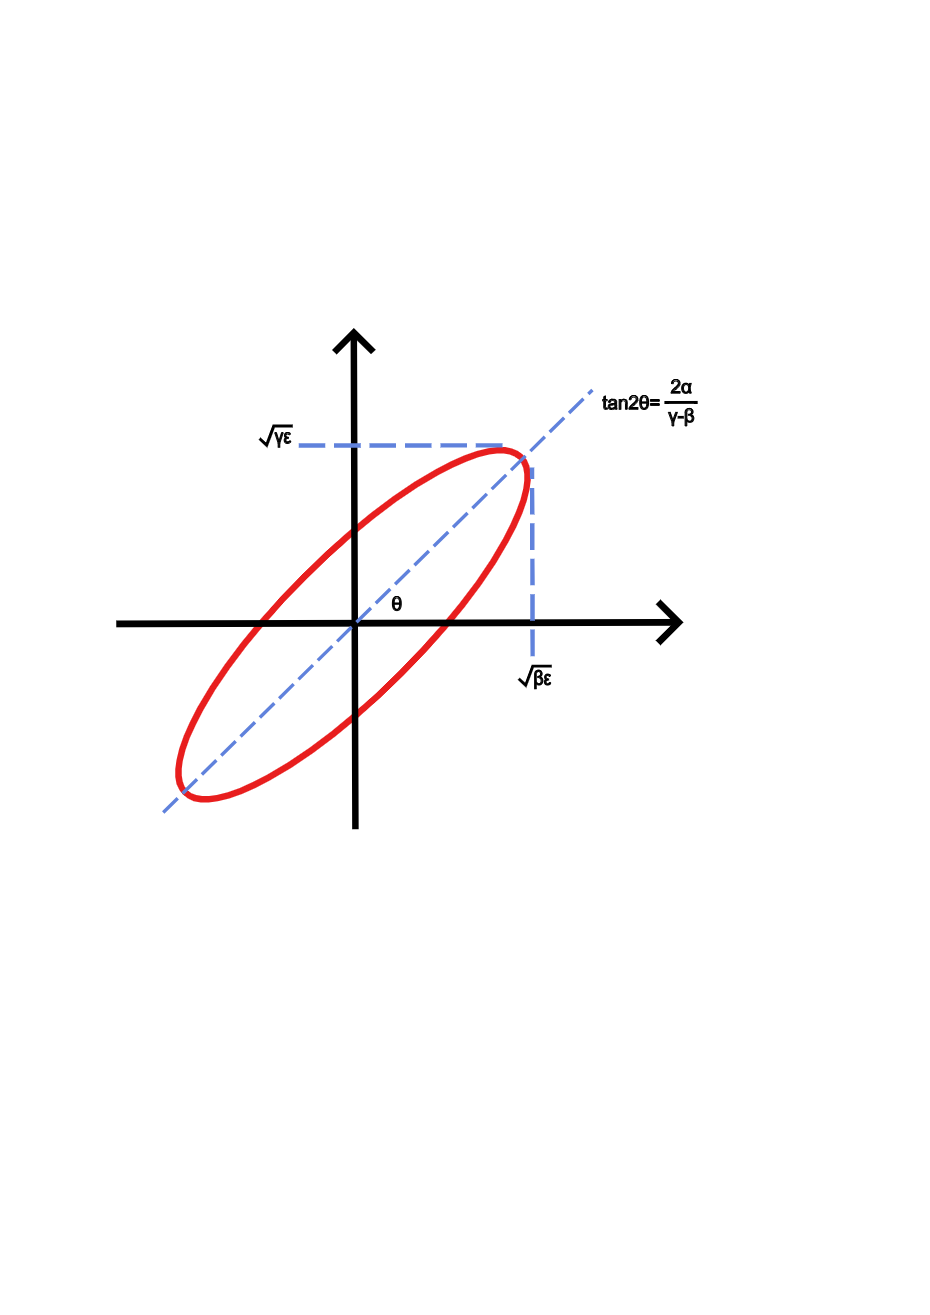 tan2θ= 2α
γ-β
√γε
θ
√βε